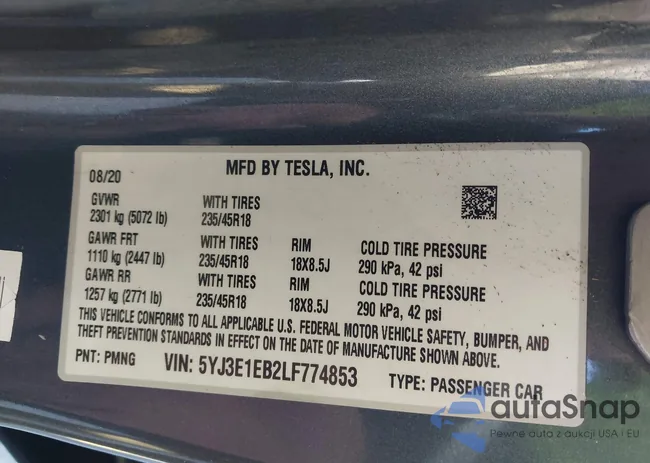 08/20 MFD BY TESLA, INC.
GVWR WITH TIRES
2301 kg (5072 lb) 235/45R18
GAWR FRT WITH TIRES RIM COLD TIRE PRESSURE
1110 kg (2447 lb) 235/45R18 18X8.5J 290 kPa, 42 psi
GAWR RR WITH TIRES RIM COLD TIRE PRESSURE
1257 kg (2771 lb) 235/45R18 18X8.5J 290 kPa, 42 psi
THIS VEHICLE CONFORMS TO ALL APPLICABLE U.S. FEDERAL MOTOR VEHICLE SAFETY, BUMPER, AND
THEFT PREVENTION STANDARDS IN EFFECT ON THE DATE OF MANUFACTURE SHOWN ABOVE.
PNT: PMNG VIN: 5YJ3E1EB2LF774853 TYPE: PASSENGER CAR
autaSnap
Pewne auta z aukcji USA i EU